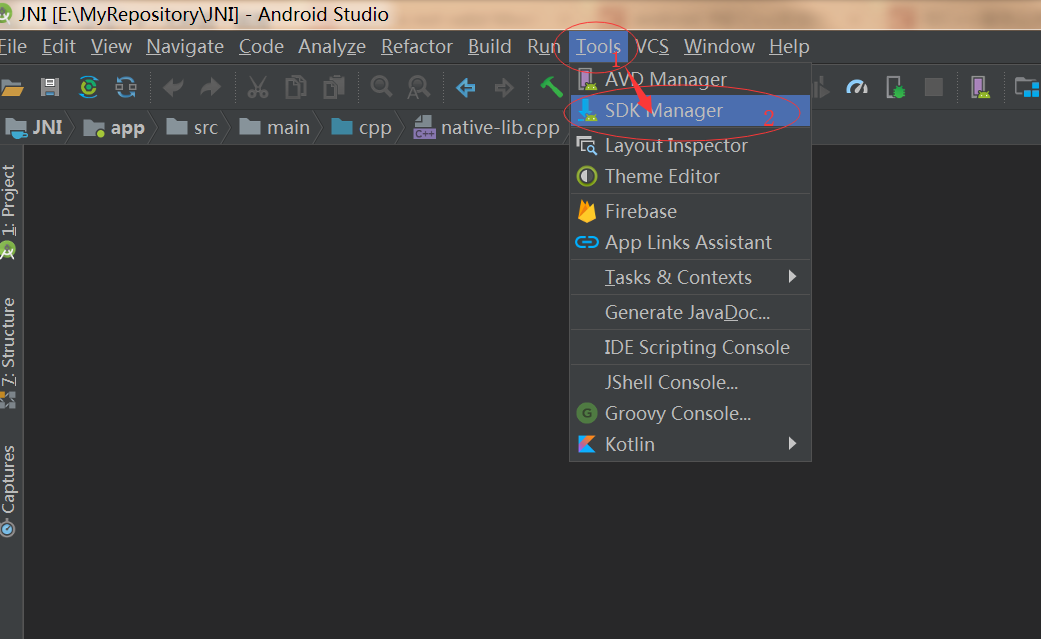 JNI [E:\MyRepository\JNI] - Android Studio
File Edit View Navigate Code Analyze Refactor Build Run Tools VCS Window Help
1
AVD Manager
JNI app src main cpp native-lib.cpp
SDK Manager 2
Layout Inspector
Theme Editor
Firebase
App Links Assistant
Tasks & Contexts
Generate JavaDoc...
IDE Scripting Console
JShell Console...
G Groovy Console...
Kotlin
1: Project
7: Structure
Captures
C++